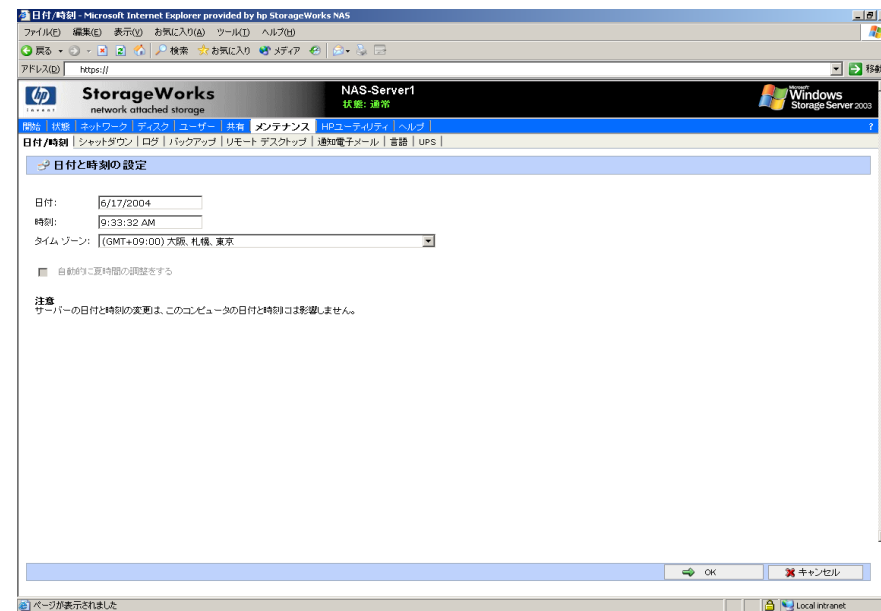 日付/時刻 - Microsoft Internet Explorer provided by hp StorageWorks NAS
ファイル(F) 編集(E) 表示(V) お気に入り(A) ツール(T) ヘルプ(H)
戻る 検索 お気に入り メディア
アドレス(D) https:// 移動
hp invent StorageWorks NAS-Server1 Microsoft Windows
network attached storage 状態: 通常 Storage Server 2003
開始 状態 ネットワーク ディスク ユーザー 共有 メンテナンス HPユーティリティ ヘルプ ?
日付/時刻 シャットダウン ログ バックアップ リモート デスクトップ 通知電子メール 言語 UPS
日付と時刻の設定
日付: 6/17/2004
時刻: 9:33:32 AM
タイム ゾーン: (GMT+09:00) 大阪、札幌、東京
自動的に夏時間の調整をする
注意
サーバーの日付と時刻の変更は、このコンピュータの日付と時刻には影響しません。
OK キャンセル
ページが表示されました Local intranet